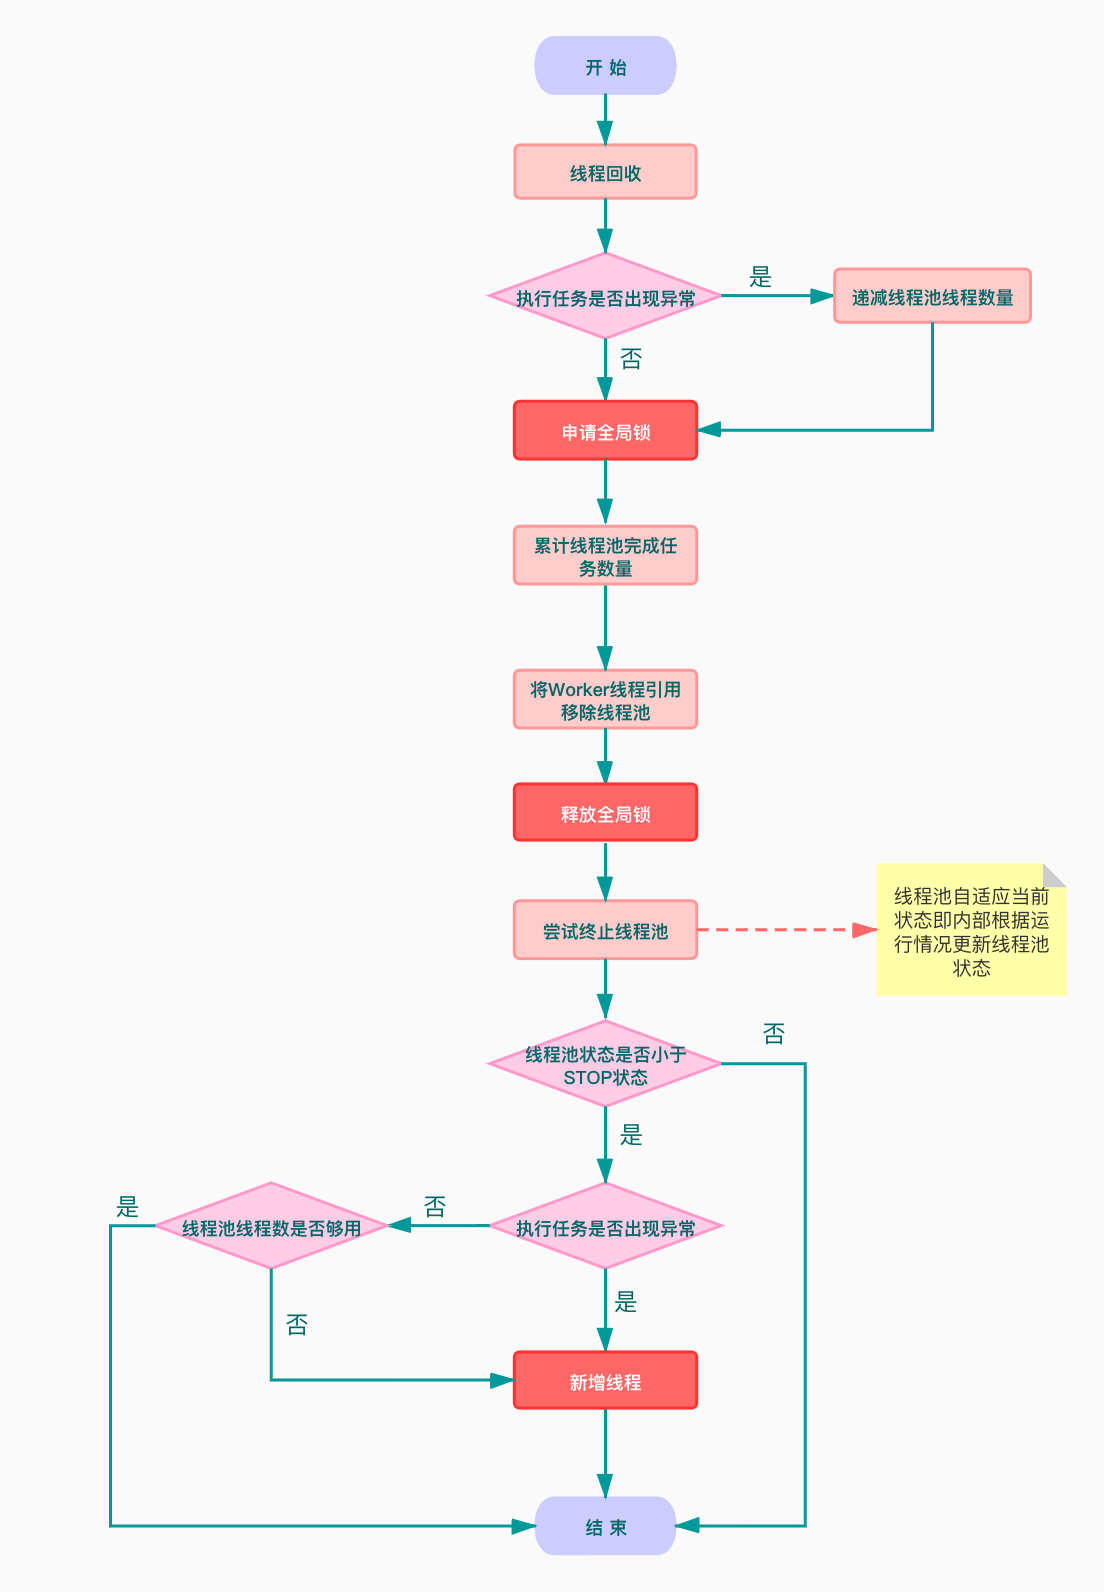 开 始
线程回收
执行任务是否出现异常
是
递减线程池线程数量
否
申请全局锁
累计线程池完成任
务数量
将Worker线程引用
移除线程池
释放全局锁
尝试终止线程池
线程池自适应当前
状态即内部根据运
行情况更新线程池
状态
线程池状态是否小于
STOP状态
否
是
执行任务是否出现异常
否
线程池线程数是否够用
是
否
是
新增线程
结 束